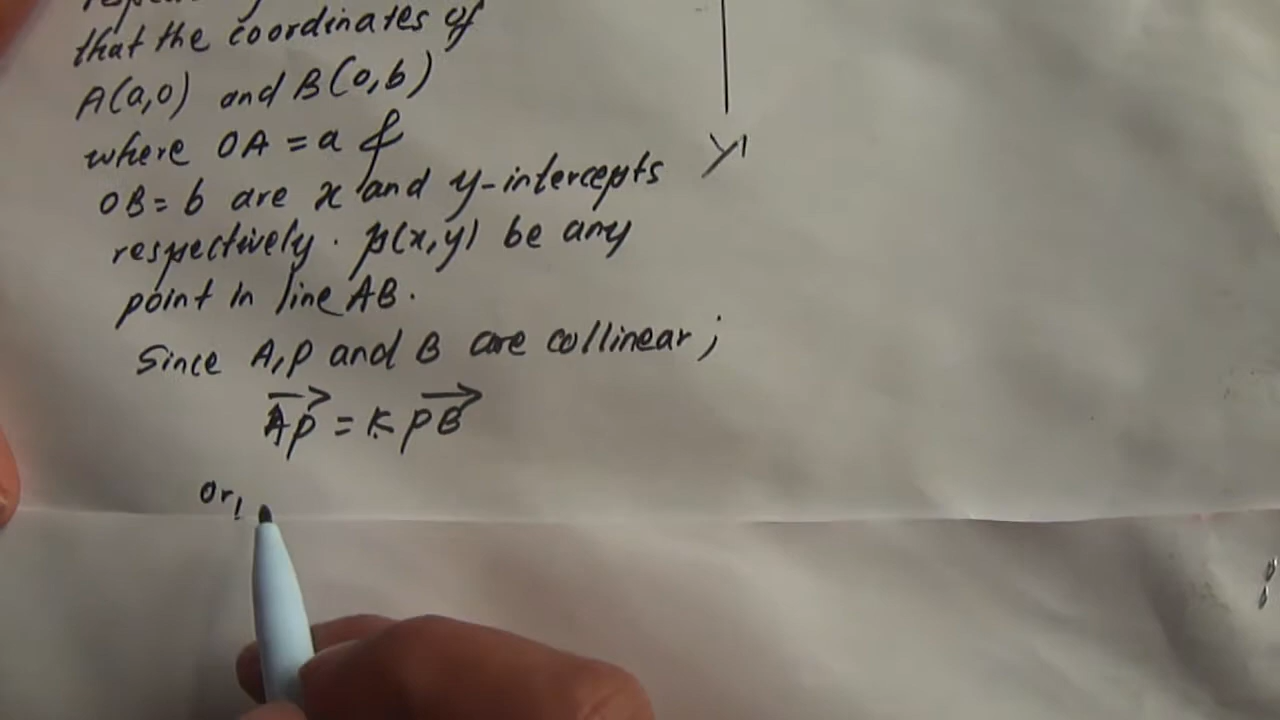 that the coordinates of
A(a,0) and B(0,b)
where OA = a &
OB = b are x and y-intercepts
respectively. p(x,y) be any
point in line AB.
Since A,P and B are collinear;
AP→ = K PB→
or,
Y'